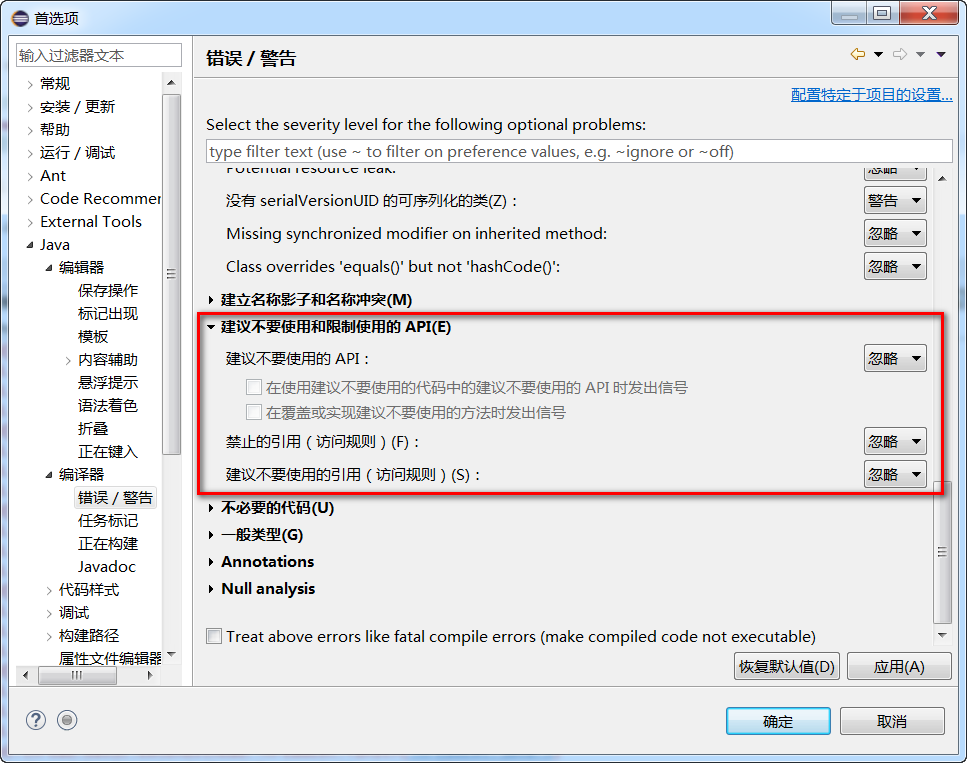 首选项
输入过滤器文本
常规
安装 / 更新
帮助
运行 / 调试
Ant
Code Recommen
External Tools
Java
编辑器
保存操作
标记出现
模板
内容辅助
悬浮提示
语法着色
折叠
正在键入
编译器
错误 / 警告
任务标记
正在构建
Javadoc
代码样式
调试
构建路径
属性文件编辑器
错误 / 警告
配置特定于项目的设置...
Select the severity level for the following optional problems:
type filter text (use ~ to filter on preference values, e.g. ~ignore or ~off)
Potential resource leak: 忽略
没有 serialVersionUID 的可序列化的类(Z)： 警告
Missing synchronized modifier on inherited method: 忽略
Class overrides 'equals()' but not 'hashCode()': 忽略
建立名称影子和名称冲突(M)
建议不要使用和限制使用的 API(E)
建议不要使用的 API： 忽略
在使用建议不要使用的代码中的建议不要使用的 API 时发出信号
在覆盖或实现建议不要使用的方法时发出信号
禁止的引用（访问规则）(F)： 忽略
建议不要使用的引用（访问规则）(S)： 忽略
不必要的代码(U)
一般类型(G)
Annotations
Null analysis
Treat above errors like fatal compile errors (make compiled code not executable)
恢复默认值(D) 应用(A)
确定 取消